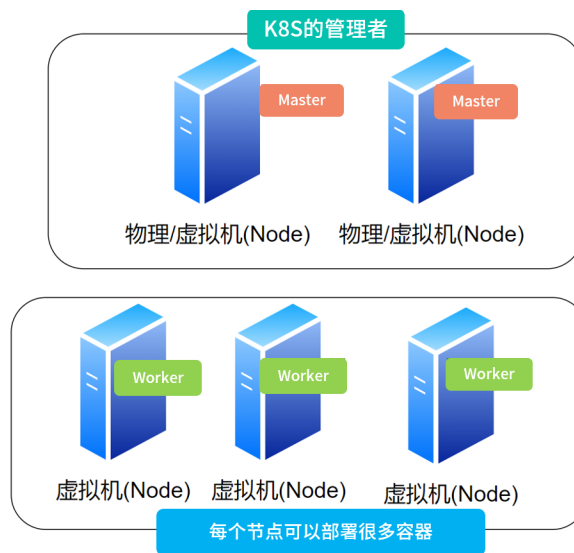 K8S的管理者
Master
Master
物理/虚拟机(Node)
物理/虚拟机(Node)
Worker
Worker
Worker
虚拟机(Node)
虚拟机(Node)
虚拟机(Node)
每个节点可以部署很多容器